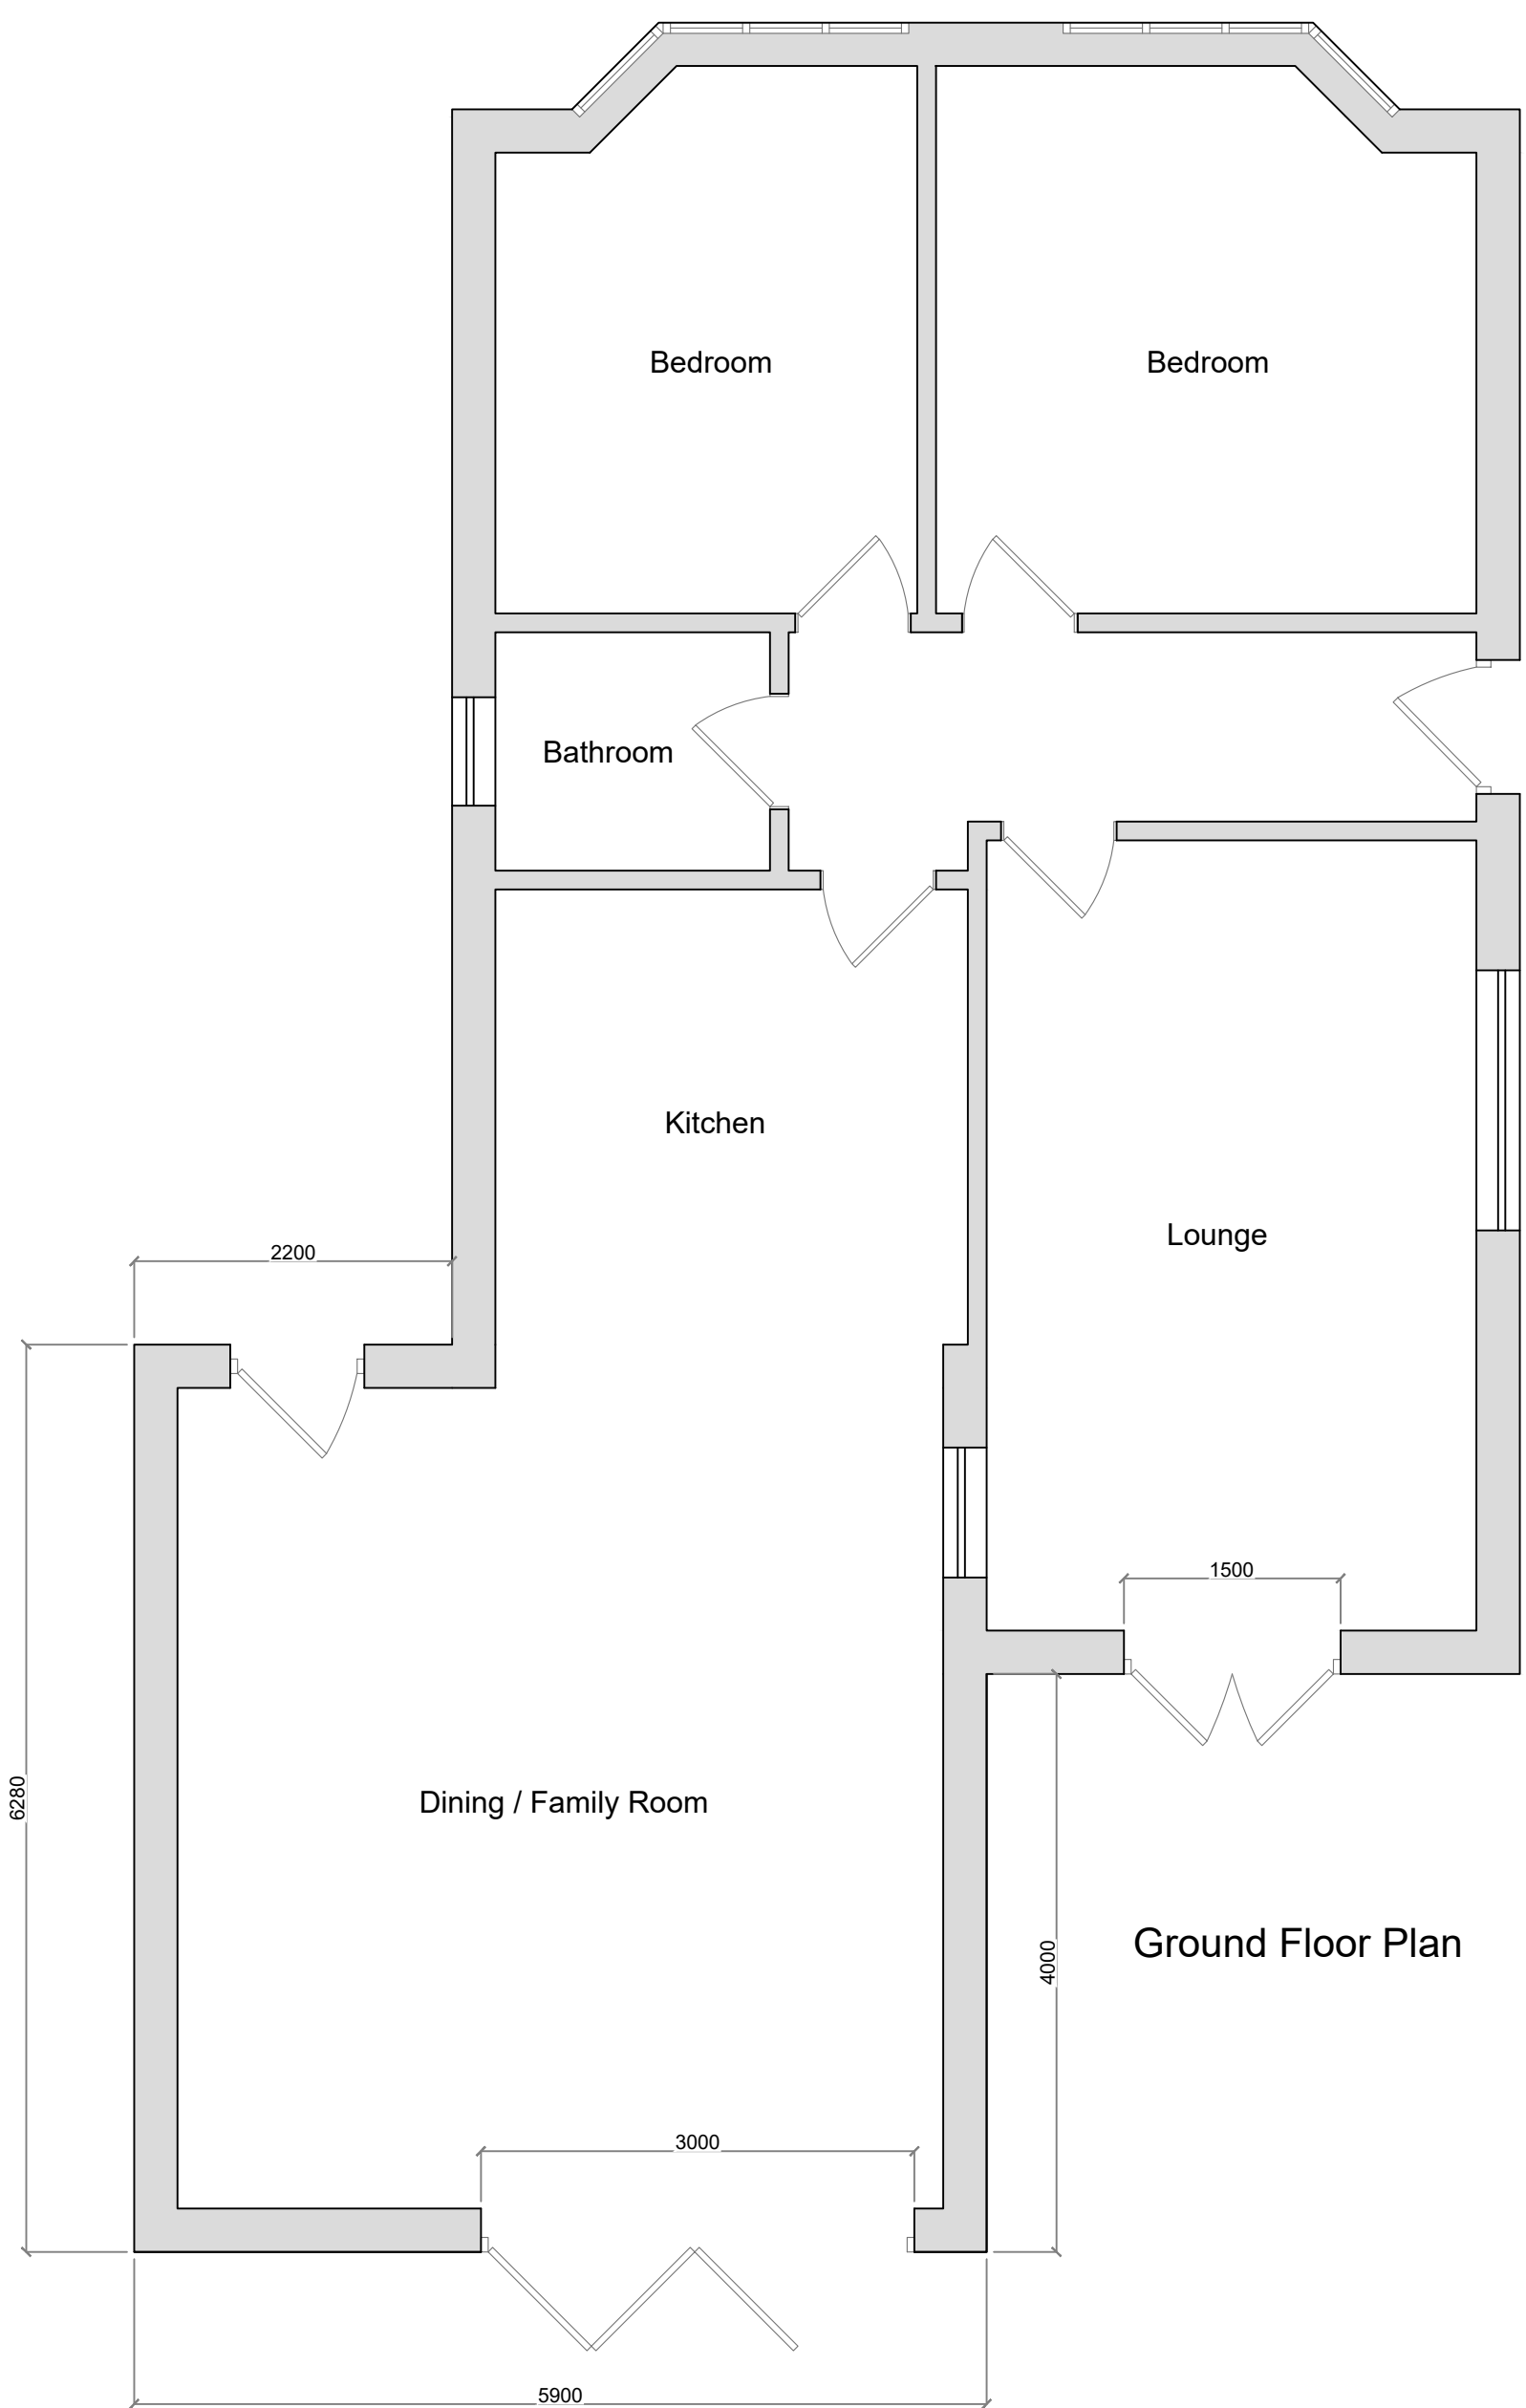 Bedroom
Bedroom
Bathroom
Kitchen
Lounge
2200
1500
6280
Dining / Family Room
4000
Ground Floor Plan
3000
5900